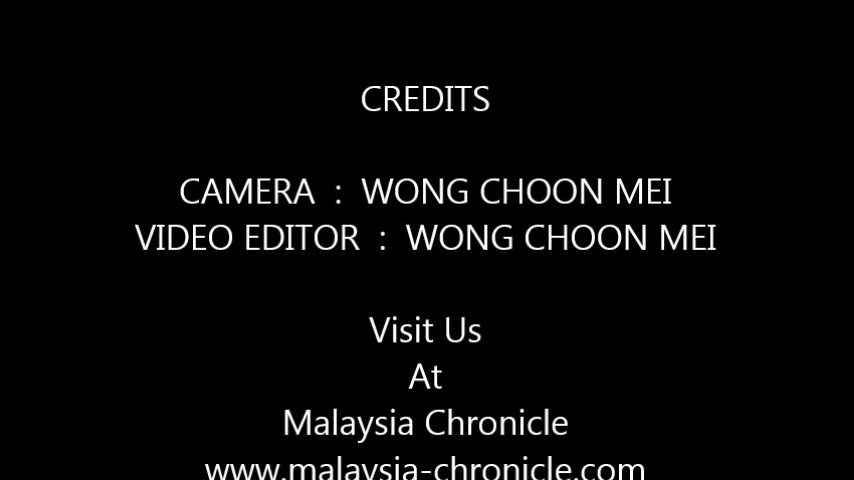 CREDITS
CAMERA : WONG CHOON MEI
VIDEO EDITOR : WONG CHOON MEI
Visit Us
At
Malaysia Chronicle
www.malaysia-chronicle.com